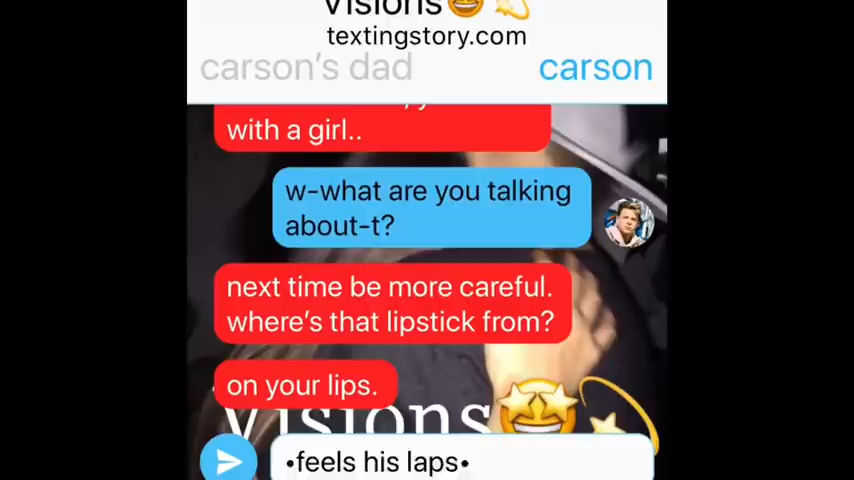 Visions🤩💫
textingstory.com
carson's dad
carson
with a girl..
w-what are you talking
about-t?
next time be more careful.
where's that lipstick from?
on your lips.
Visions🤩💫
•feels his laps•